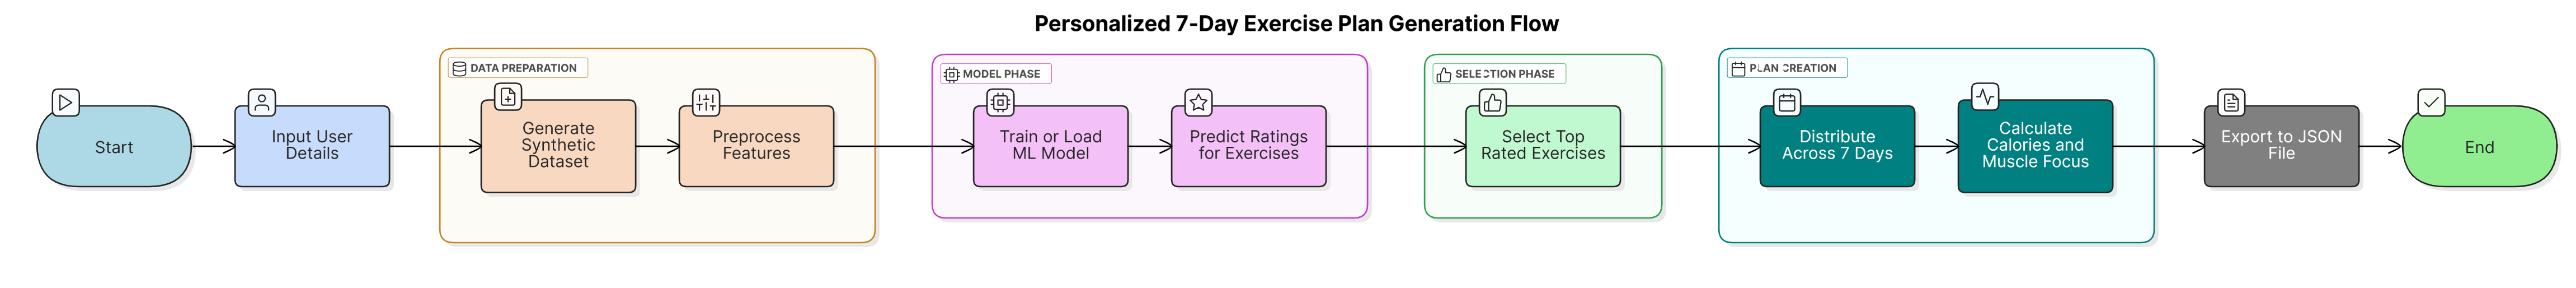 Personalized 7-Day Exercise Plan Generation Flow
DATA PREPARATION
MODEL PHASE
SELECTION PHASE
PLAN CREATION
Start
Input User
Details
Generate
Synthetic
Dataset
Preprocess
Features
Train or Load
ML Model
Predict Ratings
for Exercises
Select Top
Rated Exercises
Distribute
Across 7 Days
Calculate
Calories and
Muscle Focus
Export to JSON
File
End